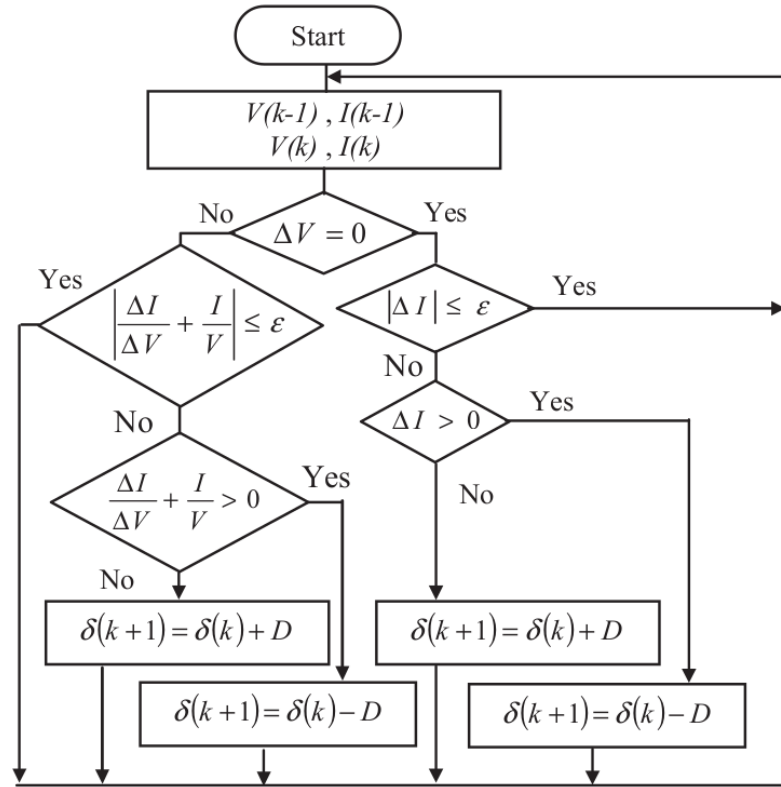 Start
V(k-1) , I(k-1)
V(k) , I(k)
No
ΔV = 0
Yes
Yes
|ΔI/ΔV + I/V| ≤ ε
|ΔI| ≤ ε
Yes
No
No
ΔI > 0
Yes
ΔI/ΔV + I/V > 0
Yes
No
No
δ(k+1)=δ(k)+D
δ(k+1)=δ(k)+D
δ(k+1)=δ(k)−D
δ(k+1)=δ(k)−D